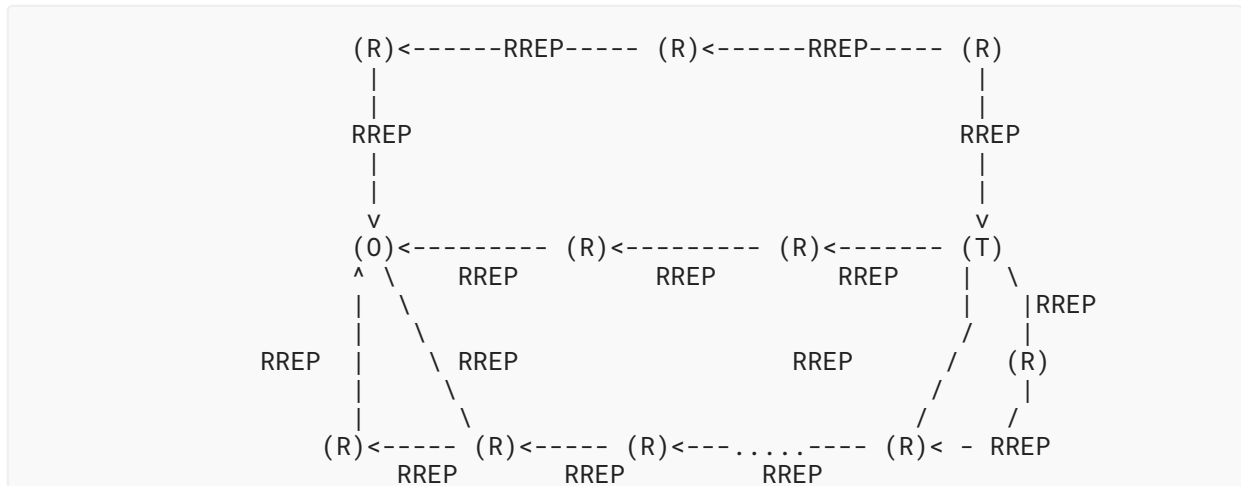 (R)<------RREP----- (R)<------RREP----- (R)
| |
| |
RREP RREP
| |
| |
v v
(O)<--------- (R)<--------- (R)<------- (T)
^ \ RREP RREP RREP | \
| \ | |RREP
| \ / |
RREP | \ RREP RREP / (R)
| \ / |
| \ / /
(R)<----- (R)<----- (R)<---.....---- (R)< - RREP
RREP RREP RREP